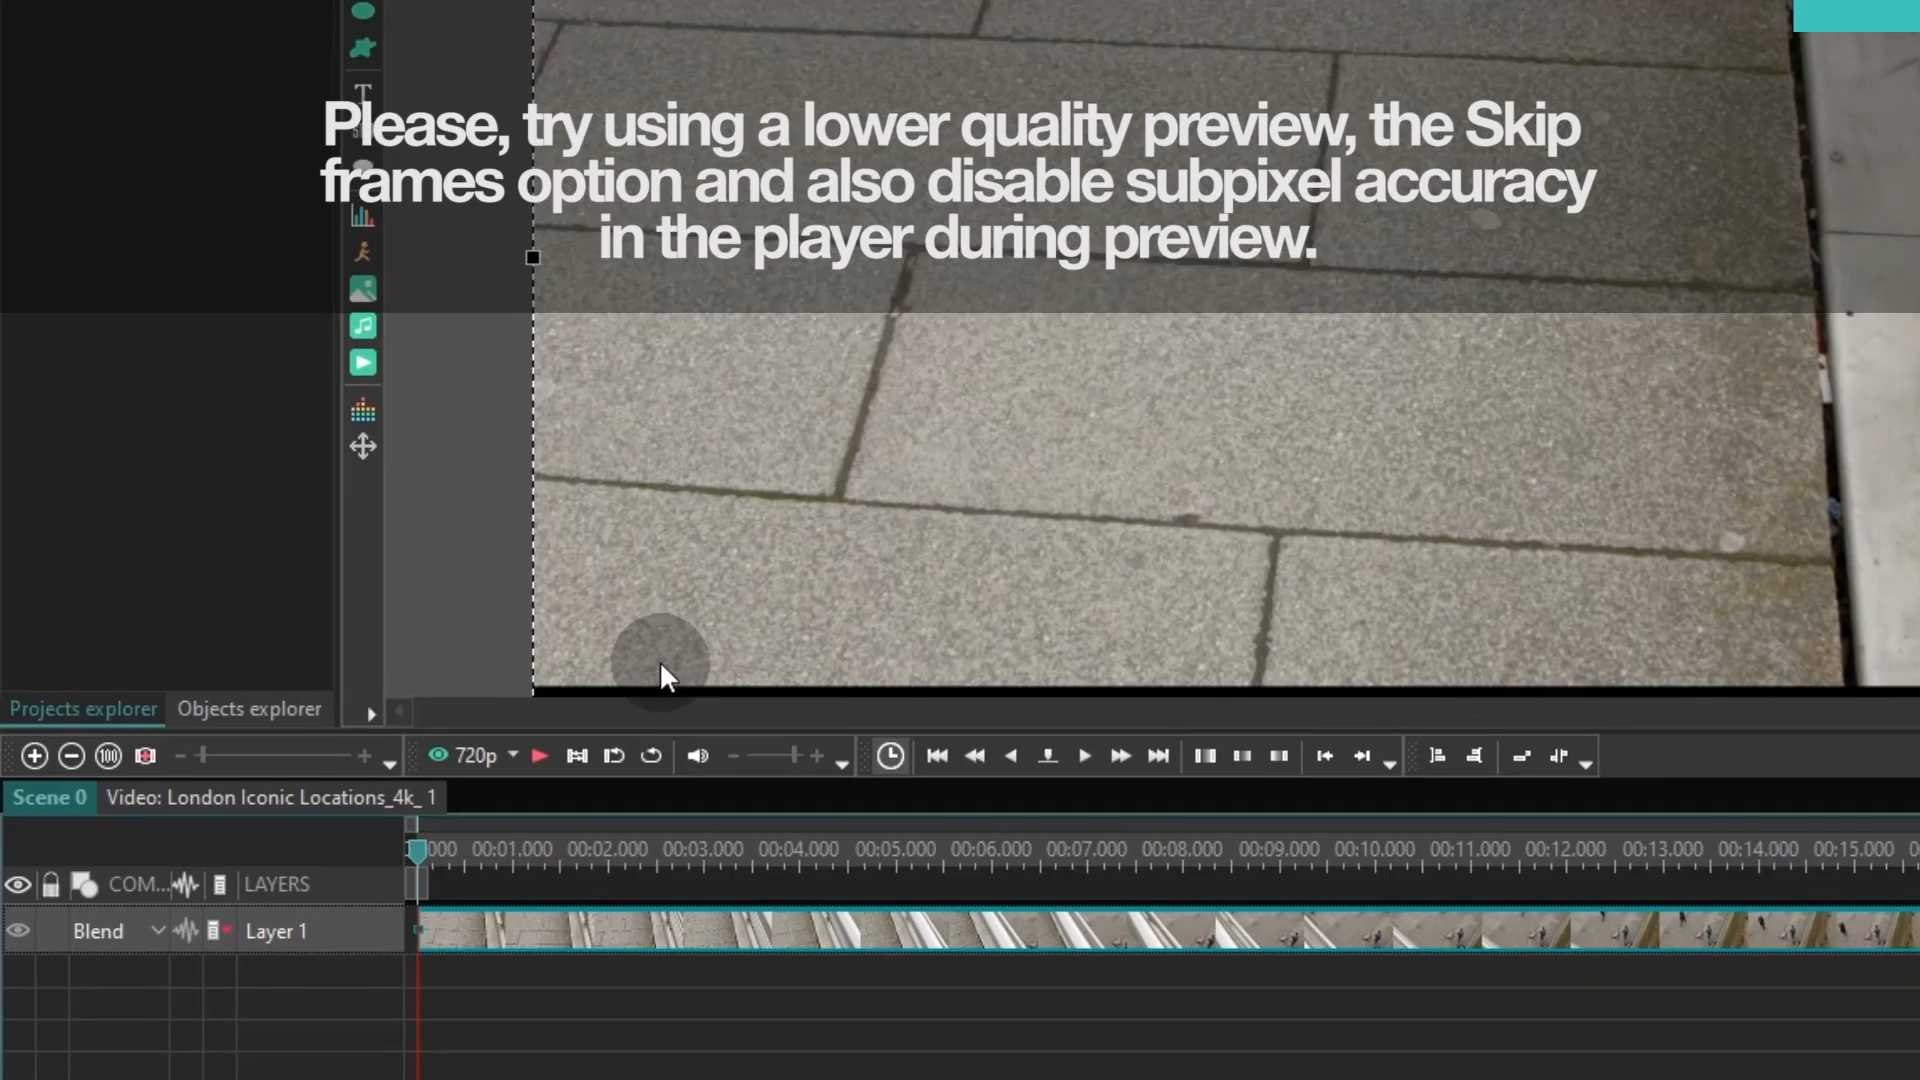 Please, try using a lower quality preview, the Skip
frames option and also disable subpixel accuracy
in the player during preview.
Projects explorer
Objects explorer
720p
Scene 0
Video: London Iconic Locations_4k_ 1
000 00:01.000 00:02.000 00:03.000 00:04.000 00:05.000 00:06.000 00:07.000 00:08.000 00:09.000 00:10.000 00:11.000 00:12.000 00:13.000 00:14.000 00:15.000
COM... LAYERS
Blend Layer 1